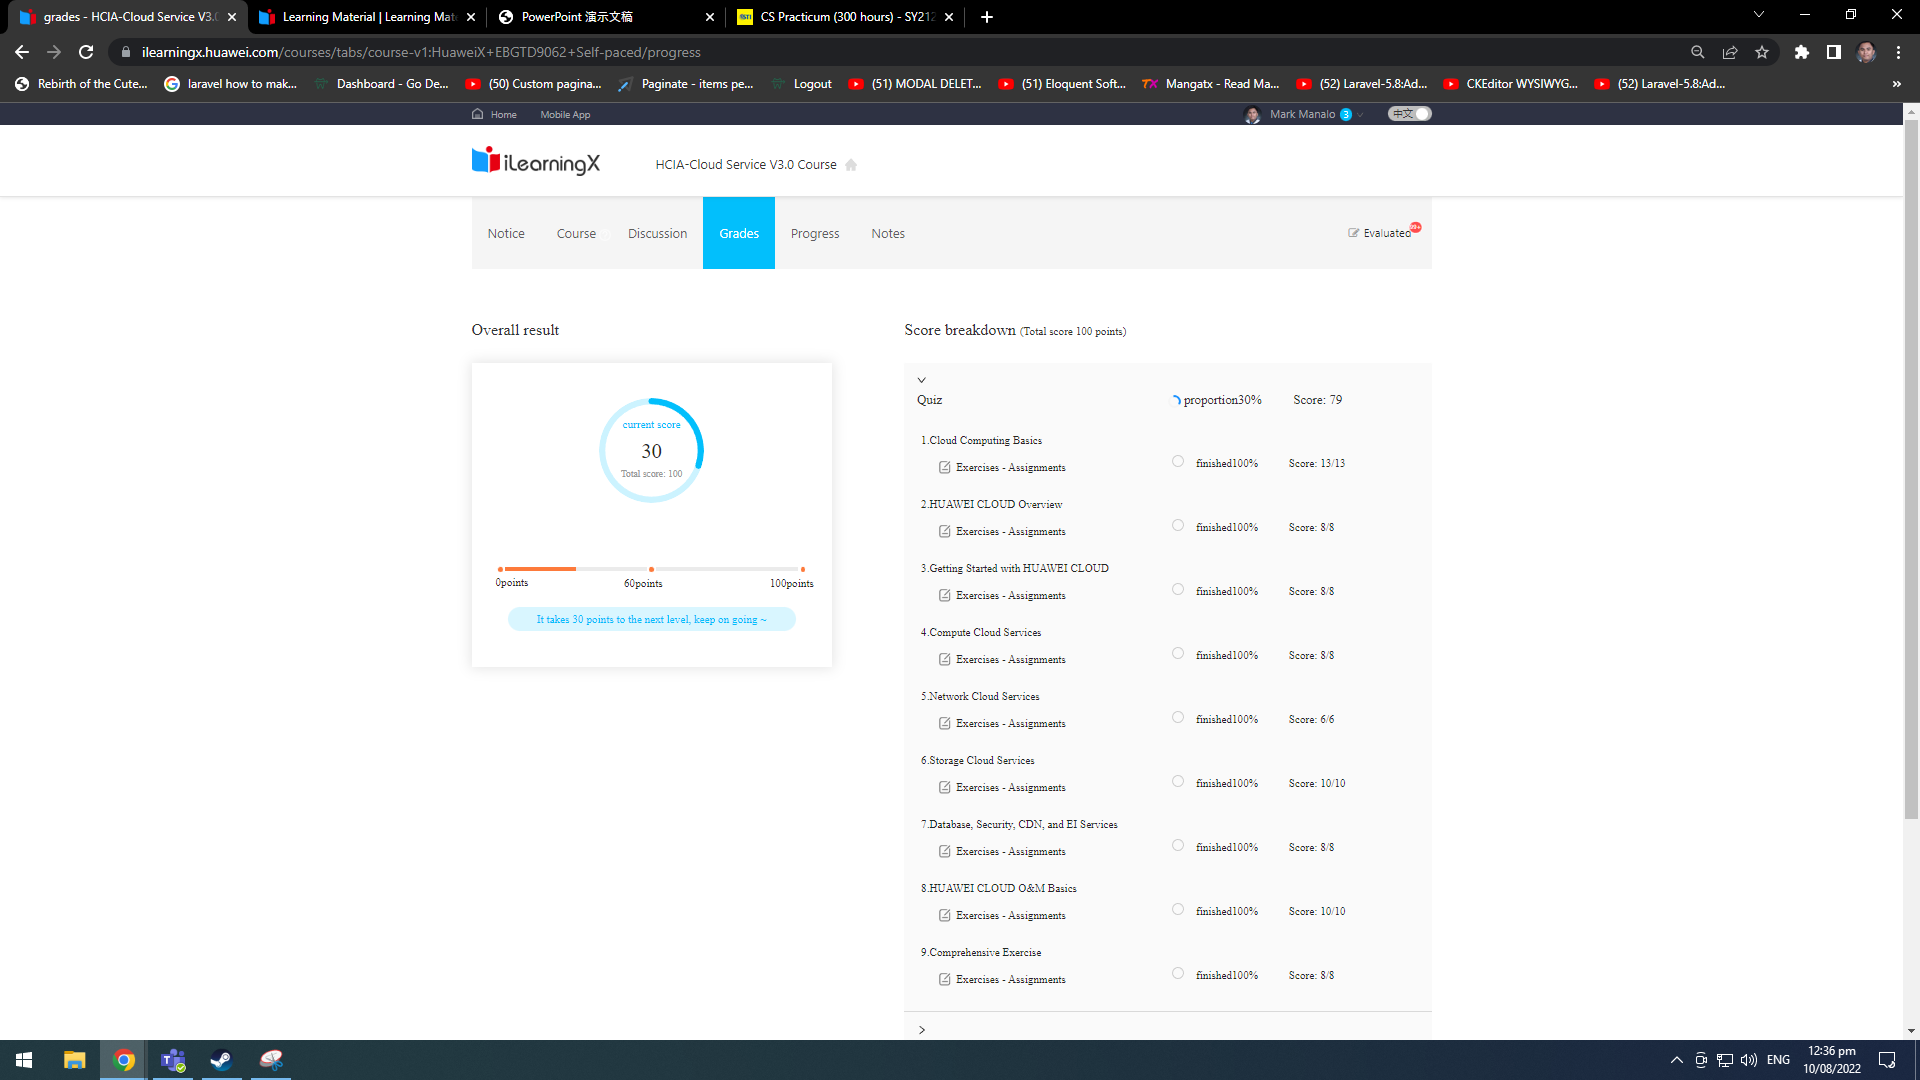 grades - HCIA-Cloud Service V3.0
Learning Material | Learning Mate
PowerPoint 演示文稿
CS Practicum (300 hours) - SY212
ilearningx.huawei.com/courses/tabs/course-v1:HuaweiX+EBGTD9062+Self-paced/progress
Rebirth of the Cute...
laravel how to mak...
Dashboard - Go De...
(50) Custom pagina...
Paginate - items pe...
Logout
(51) MODAL DELET...
(51) Eloquent Soft...
Mangatx - Read Ma...
(52) Laravel-5.8:Ad...
CKEditor WYSIWYG...
(52) Laravel-5.8:Ad...
Home
Mobile App
Mark Manalo 3
中文
iLearningX
HCIA-Cloud Service V3.0 Course
Notice
Course
Discussion
Grades
Progress
Notes
Evaluated
Overall result
current score
30
Total score: 100
0points
60points
100points
It takes 30 points to the next level, keep on going ~
Score breakdown (Total score 100 points)
Quiz
proportion30%
Score: 79
1.Cloud Computing Basics
Exercises - Assignments
finished100%
Score: 13/13
2.HUAWEI CLOUD Overview
Exercises - Assignments
finished100%
Score: 8/8
3.Getting Started with HUAWEI CLOUD
Exercises - Assignments
finished100%
Score: 8/8
4.Compute Cloud Services
Exercises - Assignments
finished100%
Score: 8/8
5.Network Cloud Services
Exercises - Assignments
finished100%
Score: 6/6
6.Storage Cloud Services
Exercises - Assignments
finished100%
Score: 10/10
7.Database, Security, CDN, and EI Services
Exercises - Assignments
finished100%
Score: 8/8
8.HUAWEI CLOUD O&M Basics
Exercises - Assignments
finished100%
Score: 10/10
9.Comprehensive Exercise
Exercises - Assignments
finished100%
Score: 8/8
ENG
12:36 pm
10/08/2022